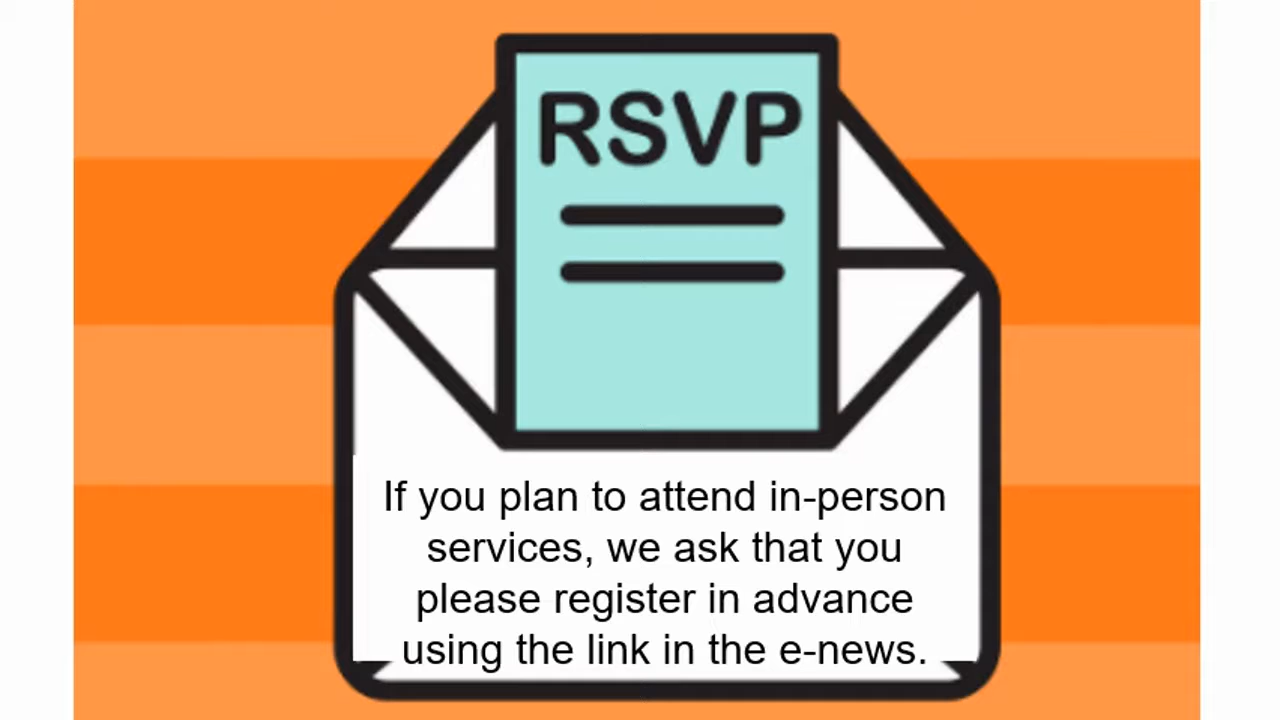 RSVP
If you plan to attend in-person
services, we ask that you
please register in advance
using the link in the e-news.